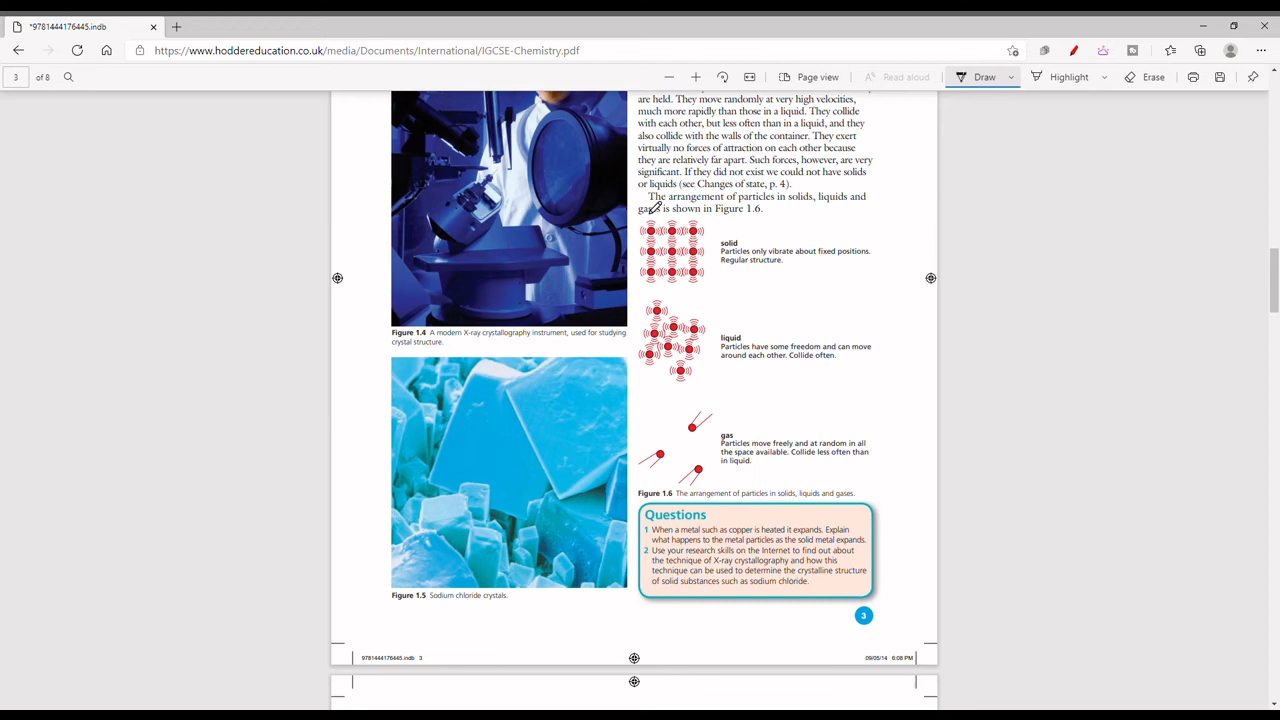 *9781444176445.indb
https://www.hoddereducation.co.uk/media/Documents/International/IGCSE-Chemistry.pdf
3 of 8
Page view
Read aloud
Draw
Highlight
Erase
are held. They move randomly at very high velocities,
much more rapidly than those in a liquid. They collide
with each other, but less often than in a liquid, and they
also collide with the walls of the container. They exert
virtually no forces of attraction on each other because
they are relatively far apart. Such forces, however, are very
significant. If they did not exist we could not have solids
or liquids (see Changes of state, p. 4).
The arrangement of particles in solids, liquids and
gases is shown in Figure 1.6.
solid
Particles only vibrate about fixed positions.
Regular structure.
liquid
Particles have some freedom and can move
around each other. Collide often.
gas
Particles move freely and at random in all
the space available. Collide less often than
in liquid.
Figure 1.6 The arrangement of particles in solids, liquids and gases.
Figure 1.4 A modern X-ray crystallography instrument, used for studying
crystal structure.
Figure 1.5 Sodium chloride crystals.
Questions
1 When a metal such as copper is heated it expands. Explain
what happens to the metal particles as the solid metal expands.
2 Use your research skills on the Internet to find out about
the technique of X-ray crystallography and how this
technique can be used to determine the crystalline structure
of solid substances such as sodium chloride.
3
9781444176445.indb 3
09/05/14 6:08 PM